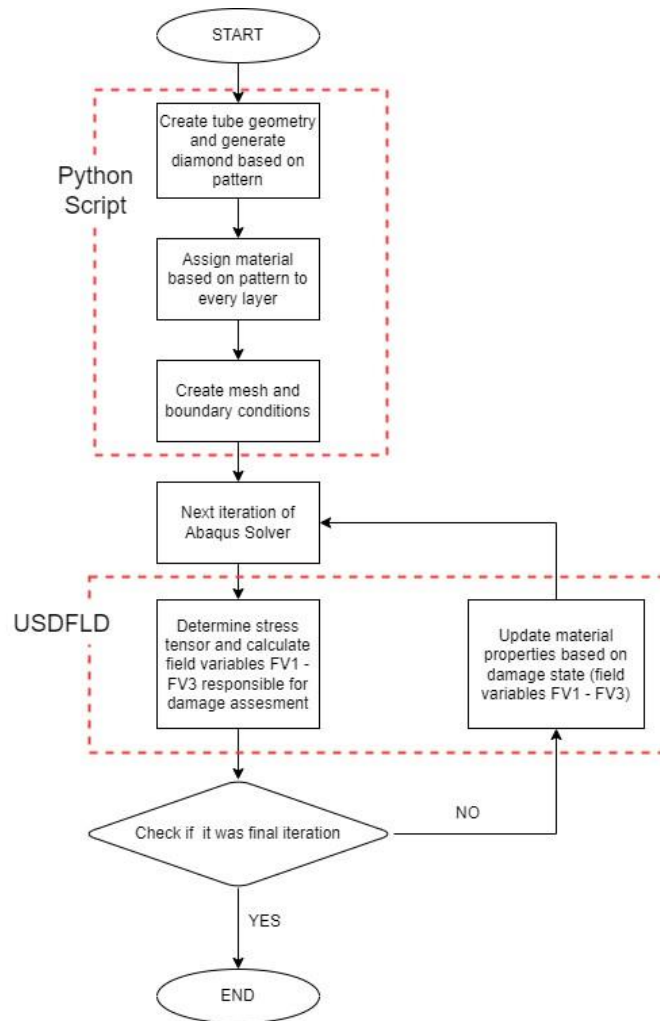 START
Create tube geometry
and generate
diamond based on
pattern
Python
Script
Assign material
based on pattern to
every layer
Create mesh and
boundary conditions
Next iteration of
Abaqus Solver
USDFLD
Determine stress
tensor and calculate
field variables FV1 -
FV3 responsible for
damage assesment
Update material
properties based on
damage state (field
variables FV1 - FV3)
Check if it was final iteration
NO
YES
END